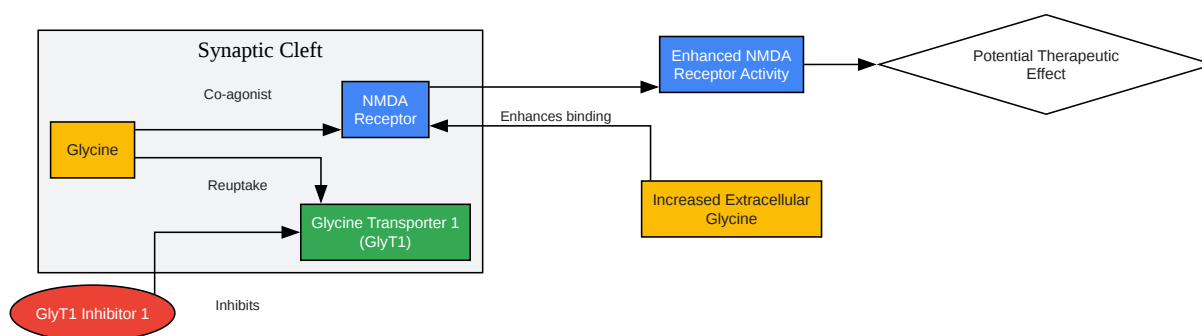 Synaptic Cleft
Co-agonist
Glycine
NMDA
Receptor
Reuptake
Glycine Transporter 1
(GlyT1)
GlyT1 Inhibitor 1
Inhibits
Enhances binding
Increased Extracellular
Glycine
Enhanced NMDA
Receptor Activity
Potential Therapeutic
Effect